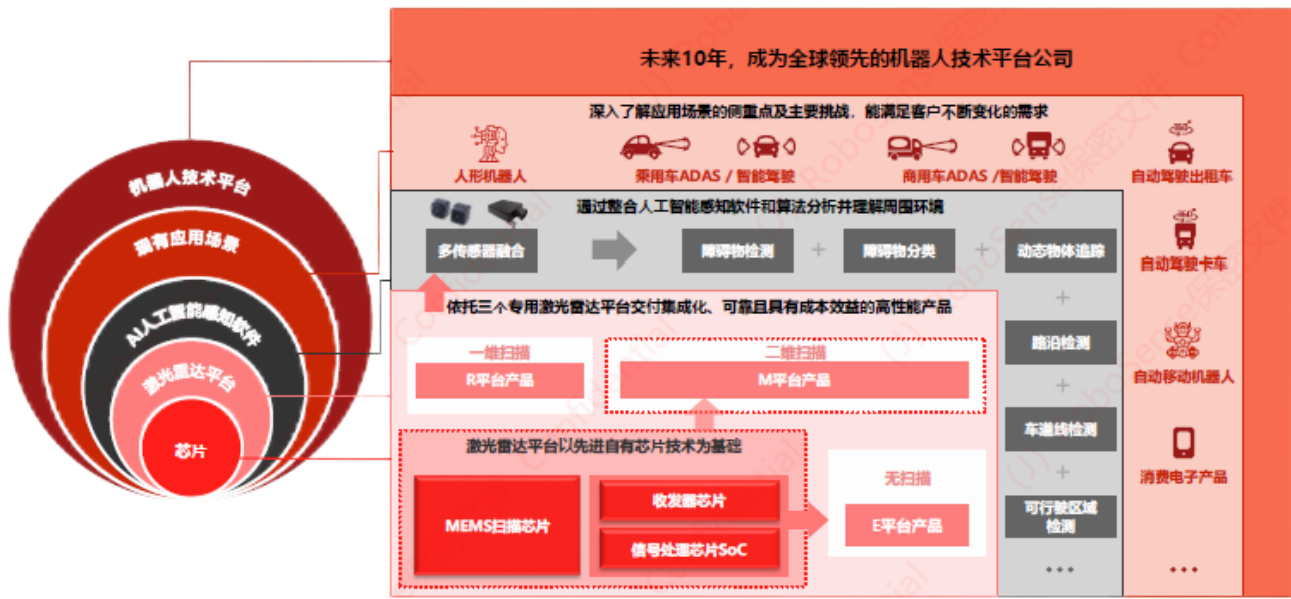 未来10年，成为全球领先的机器人技术平台公司
深入了解应用场景的侧重点及主要挑战，能满足客户不断变化的需求
人形机器人
乘用车ADAS / 智能驾驶
商用车ADAS /智能驾驶
自动驾驶出租车
自动驾驶卡车
自动移动机器人
消费电子产品
•••
通过整合人工智能感知软件和算法分析并理解周围环境
多传感器融合
障碍物检测
+
障碍物分类
+
动态物体追踪
+
路沿检测
+
车道线检测
+
可行驶区域
检测
•••
依托三个专用激光雷达平台交付集成化、可靠且具有成本效益的高性能产品
一维扫描
R平台产品
二维扫描
M平台产品
激光雷达平台以先进自有芯片技术为基础
MEMS扫描芯片
收发器芯片
信号处理芯片SoC
无扫描
E平台产品
机器人技术平台
现有应用场景
AI人工智能感知软件
激光雷达平台
芯片